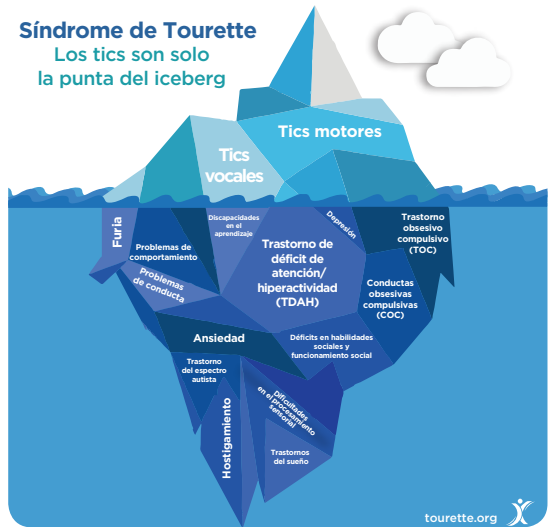 Síndrome de Tourette
Los tics son solo
la punta del iceberg
Tics motores
Tics
vocales
Furia
Problemas de
comportamiento
Discapacidades
en el
aprendizaje
Trastorno de
déficit de
atención/
hiperactividad
(TDAH)
Depresión
Trastorno
obsesivo
compulsivo
(TOC)
Problemas
de conducta
Conductas
obsesivas
compulsivas
(COC)
Ansiedad
Déficits en habilidades
sociales y
funcionamiento social
Trastorno
del espectro
autista
Hostigamiento
Dificultades
en el procesamiento
sensorial
Trastornos
del sueño
tourette.org